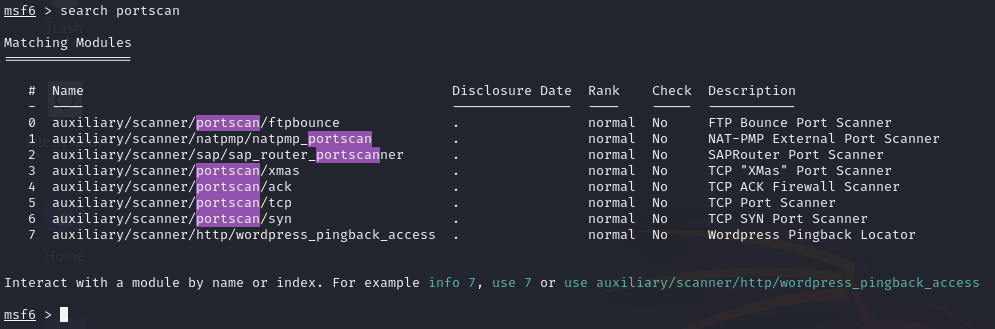 msf6 > search portscan
Trash
Matching Modules
================
#  Name                                             Disclosure Date  Rank    Check  Description
-  ----                                             ---------------  ----    -----  -----------
0  auxiliary/scanner/portscan/ftpbounce             .                normal  No     FTP Bounce Port Scanner
1  auxiliary/scanner/natpmp/natpmp_portscan         .                normal  No     NAT-PMP External Port Scanner
2  auxiliary/scanner/sap/sap_router_portscanner     .                normal  No     SAPRouter Port Scanner
3  auxiliary/scanner/portscan/xmas                  .                normal  No     TCP "XMas" Port Scanner
4  auxiliary/scanner/portscan/ack                   .                normal  No     TCP ACK Firewall Scanner
5  auxiliary/scanner/portscan/tcp                   .                normal  No     TCP Port Scanner
6  auxiliary/scanner/portscan/syn                   .                normal  No     TCP SYN Port Scanner
7  auxiliary/scanner/http/wordpress_pingback_access .                normal  No     Wordpress Pingback Locator
Home
Interact with a module by name or index. For example info 7, use 7 or use auxiliary/scanner/http/wordpress_pingback_access
msf6 >